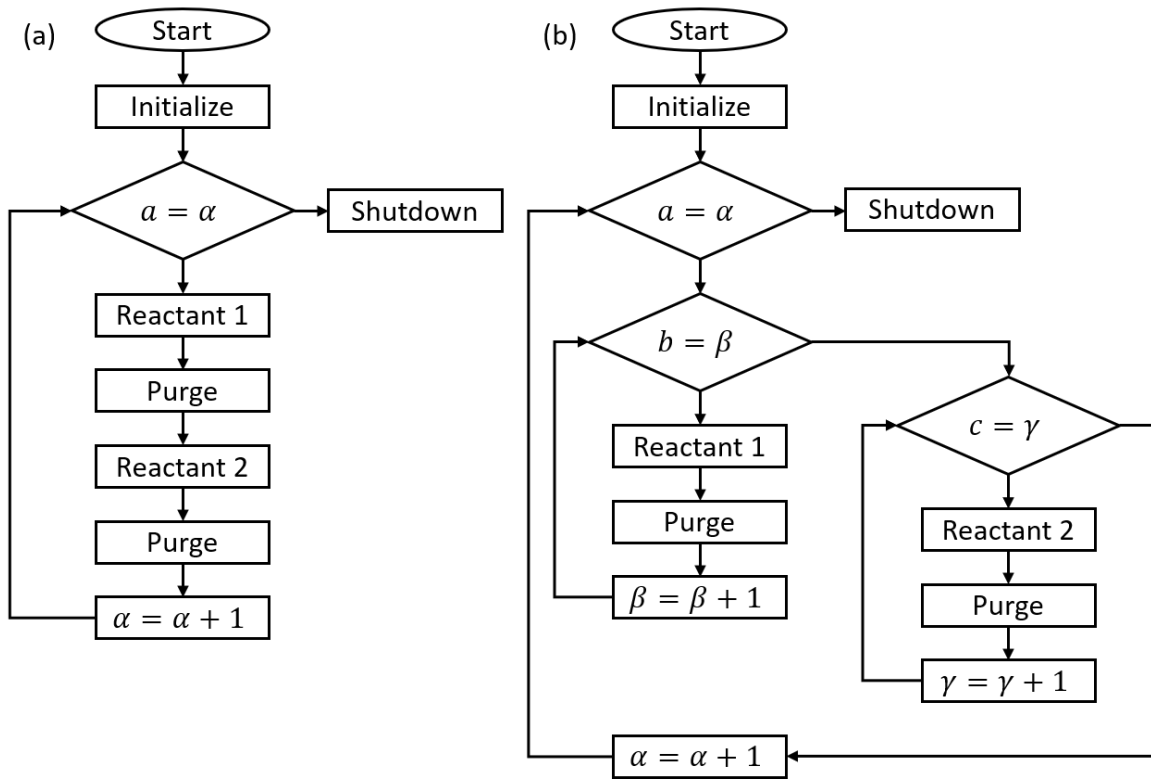 (a)
Start
Initialize
a = α
Shutdown
Reactant 1
Purge
Reactant 2
Purge
α = α + 1
(b)
Start
Initialize
a = α
Shutdown
b = β
Reactant 1
Purge
β = β + 1
c = γ
Reactant 2
Purge
γ = γ + 1
α = α + 1